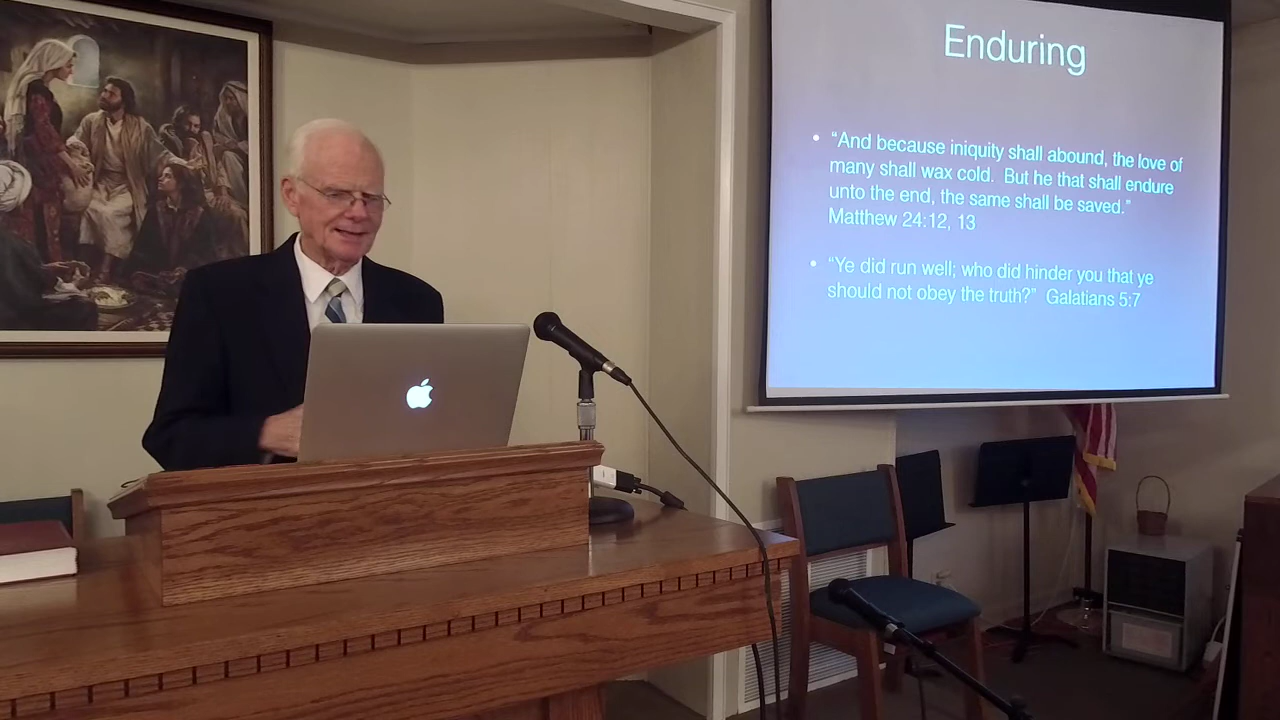 Enduring
• “And because iniquity shall abound, the love of
many shall wax cold.  But he that shall endure
unto the end, the same shall be saved.”
Matthew 24:12, 13
• “Ye did run well; who did hinder you that ye
should not obey the truth?”  Galatians 5:7